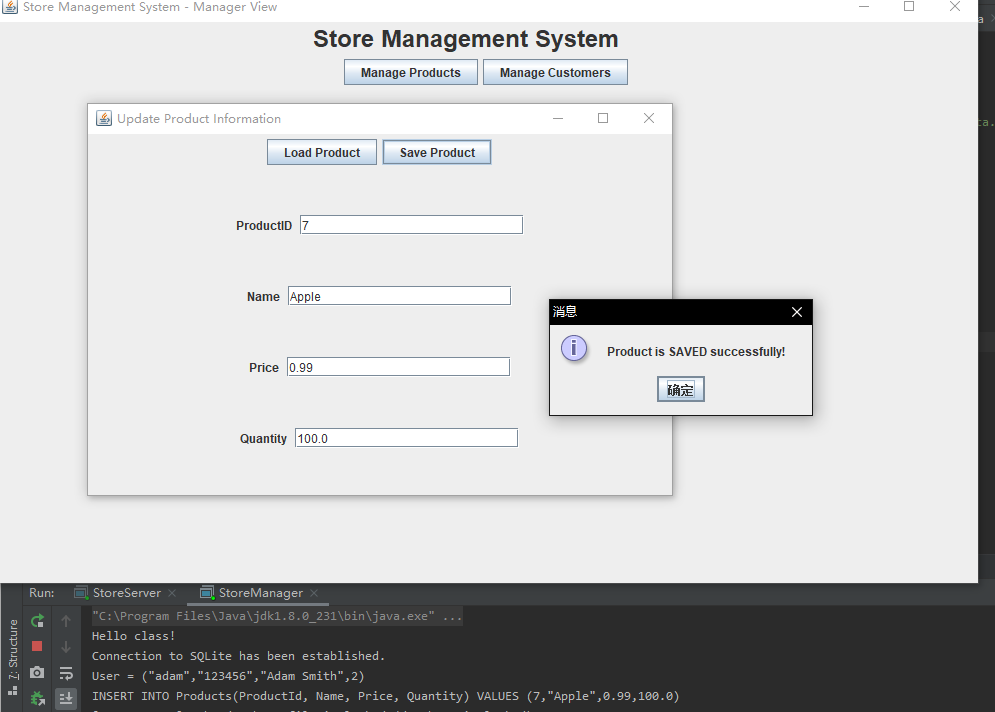 Store Management System - Manager View
Store Management System
Manage Products Manage Customers
Update Product Information
Load Product Save Product
ProductID 7
Name Apple
Price 0.99
Quantity 100.0
消息
Product is SAVED successfully!
确定
Run: StoreServer StoreManager
7: Structure
"C:\Program Files\Java\jdk1.8.0_231\bin\java.exe" ...
Hello class!
Connection to SQLite has been established.
User = ("adam","123456","Adam Smith",2)
INSERT INTO Products(ProductId, Name, Price, Quantity) VALUES (7,"Apple",0.99,100.0)